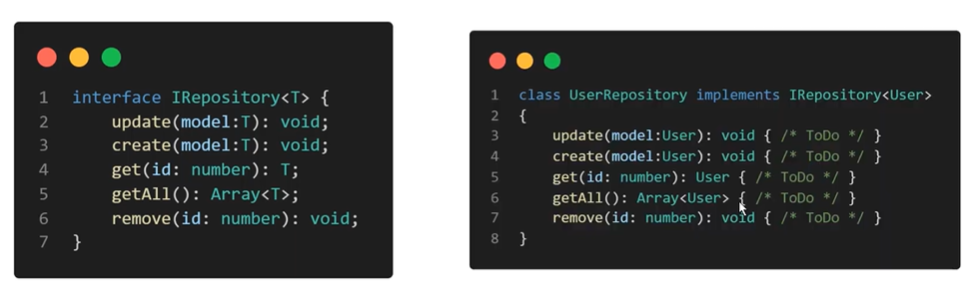 1 interface IRepository<T> {
2 update(model:T): void;
3 create(model:T): void;
4 get(id: number): T;
5 getAll(): Array<T>;
6 remove(id: number): void;
7 }
1 class UserRepository implements IRepository<User>
2 {
3 update(model:User): void { /* ToDo */ }
4 create(model:User): void { /* ToDo */ }
5 get(id: number): User { /* ToDo */ }
6 getAll(): Array<User> { /* ToDo */ }
7 remove(id: number): void { /* ToDo */ }
8 }